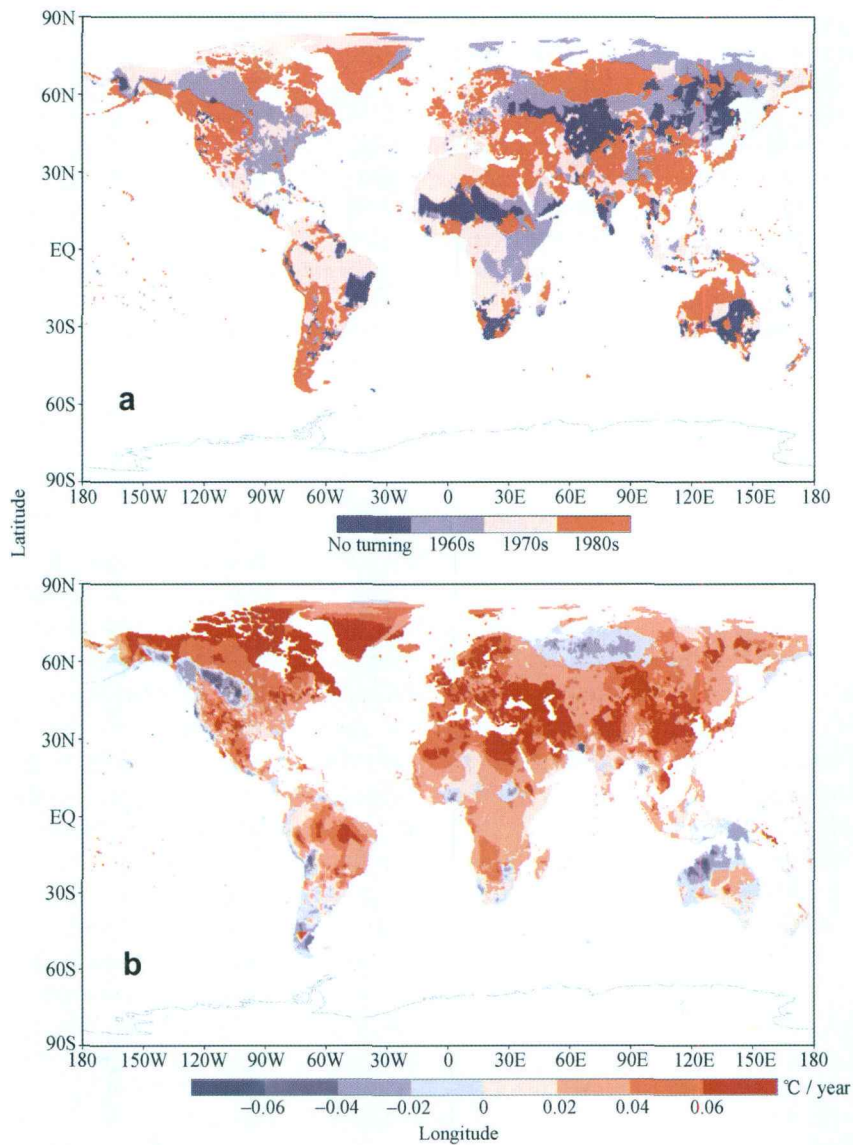 90N
60N
30N
EQ
30S
60S
90S
a
180 150W 120W 90W 60W 30W 0 30E 60E 90E 120E 150E 180
No turning 1960s 1970s 1980s
Latitude
90N
60N
30N
EQ
30S
60S
90S
b
180 150W 120W 90W 60W 30W 0 30E 60E 90E 120E 150E 180
℃ / year
−0.06 −0.04 −0.02 0 0.02 0.04 0.06
Longitude